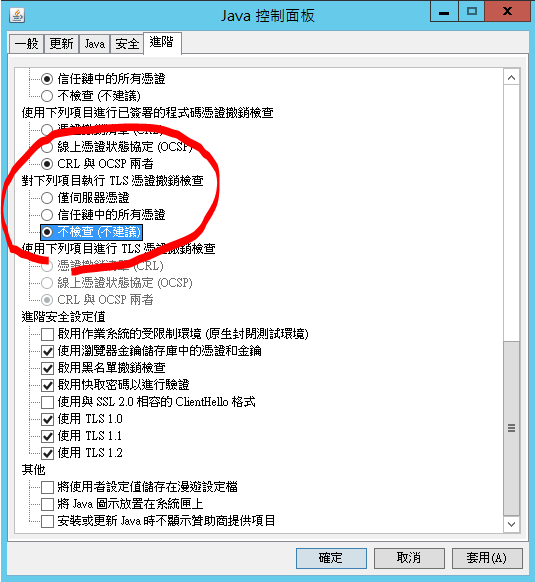 Java 控制面板
一般 更新 Java 安全 進階
信任鏈中的所有憑證
不檢查 (不建議)
使用下列項目進行已簽署的程式碼憑證撤銷檢查
憑證撤銷清單 (CRL)
線上憑證狀態協定 (OCSP)
CRL 與 OCSP 兩者
對下列項目執行 TLS 憑證撤銷檢查
僅伺服器憑證
信任鏈中的所有憑證
不檢查 (不建議)
使用下列項目進行 TLS 憑證撤銷檢查
憑證撤銷清單 (CRL)
線上憑證狀態協定 (OCSP)
CRL 與 OCSP 兩者
進階安全設定值
啟用作業系統的受限制環境 (原生封閉測試環境)
使用瀏覽器金鑰儲存庫中的憑證和金鑰
啟用黑名單撤銷檢查
啟用快取密碼以進行驗證
使用與 SSL 2.0 相容的 ClientHello 格式
使用 TLS 1.0
使用 TLS 1.1
使用 TLS 1.2
其他
將使用者設定值儲存在漫遊設定檔
將 Java 圖示放置在系統匣上
安裝或更新 Java 時不顯示贊助商提供項目
確定 取消 套用(A)